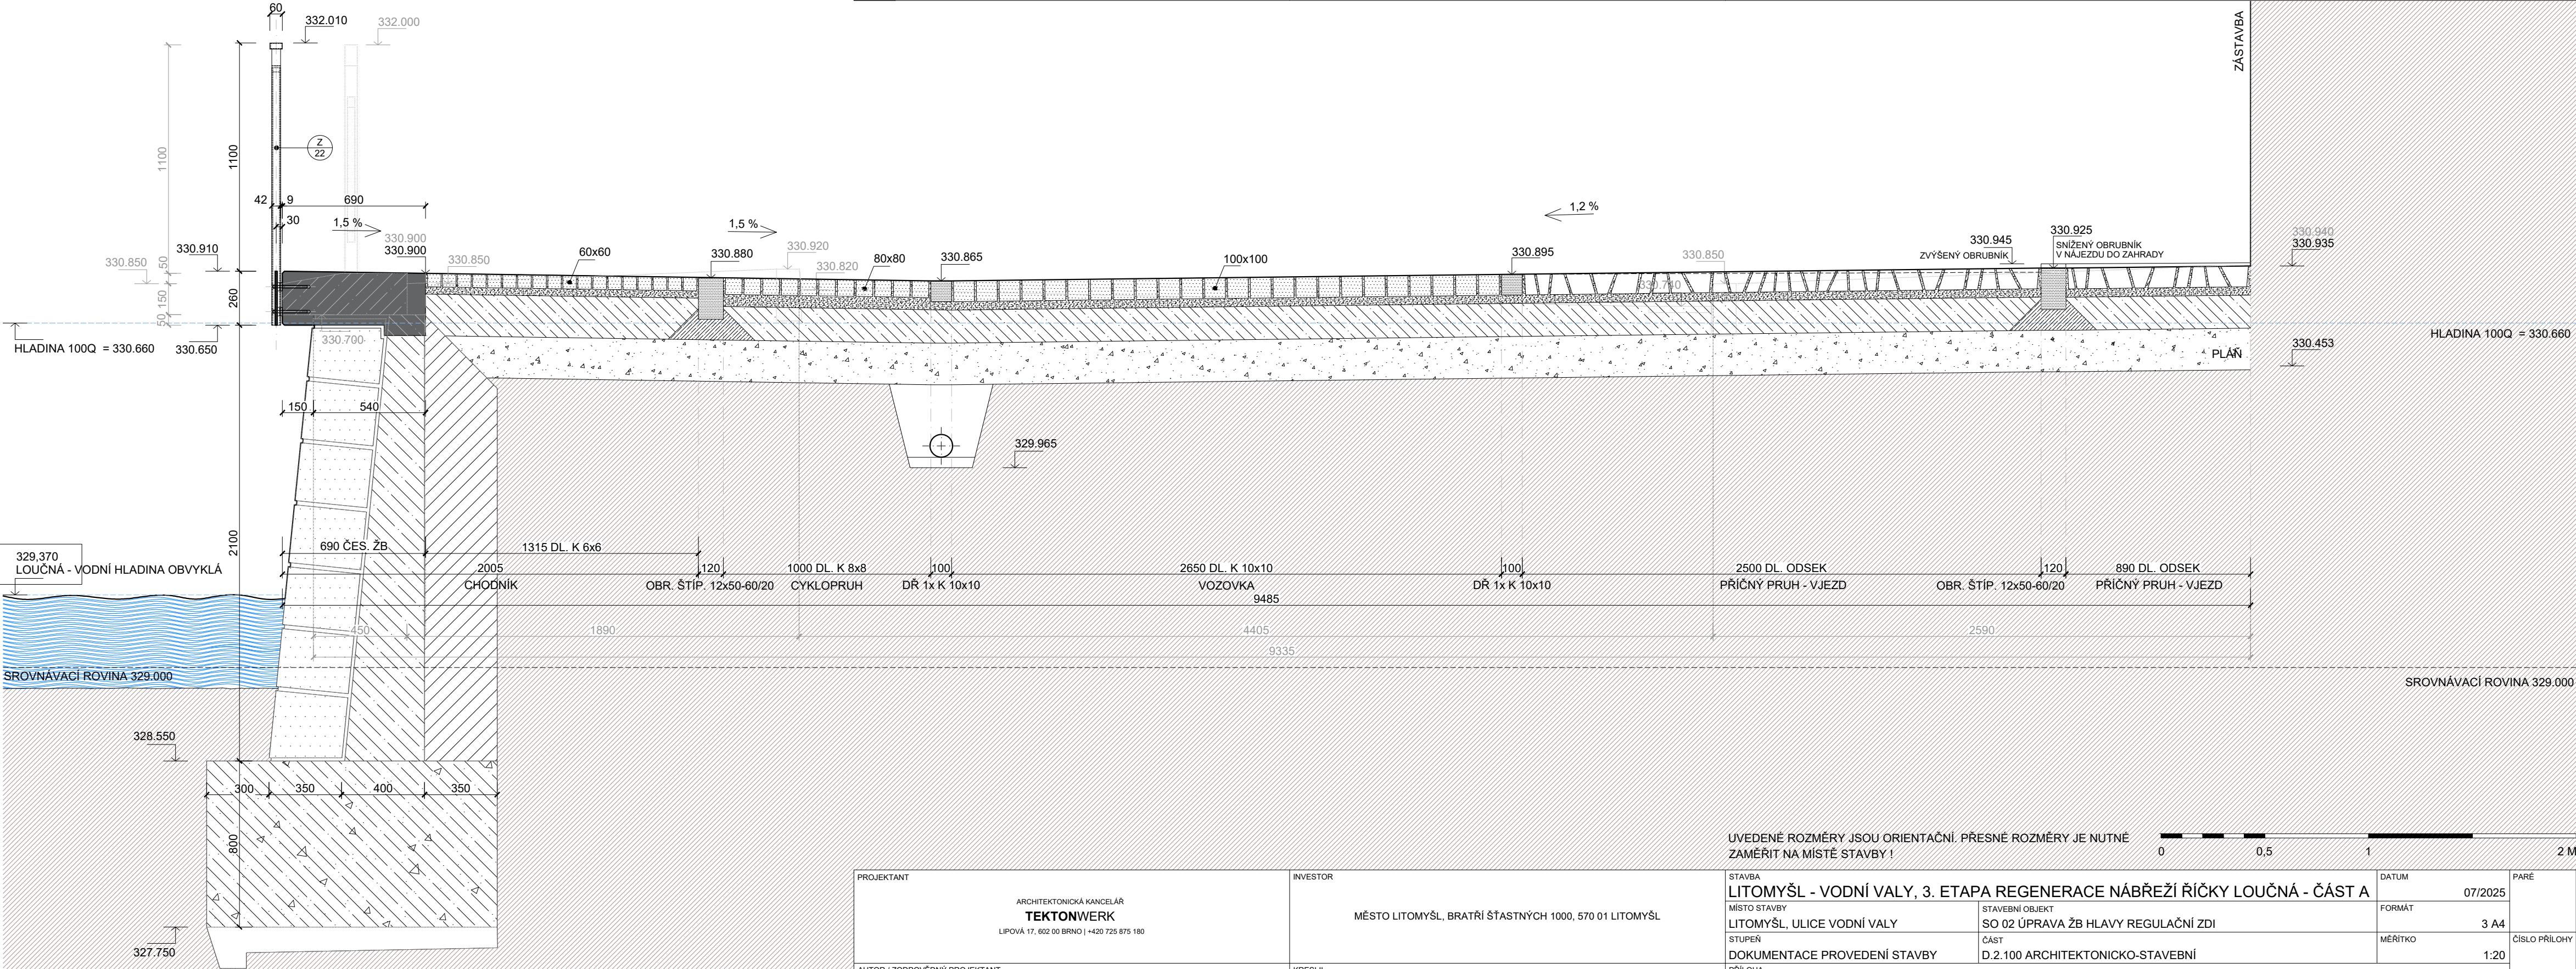 60
332.010
332.000
ZÁSTAVBA
1100
1100
Z
22
42
9
690
30
1,5 %
1,5 %
1,2 %
330.910
330.900
330.900
330.850
330.850
50
150
50
260
60x60
330.880
330.920
330.820
80x80
330.865
100x100
330.895
330.850
330.740
330.945
ZVÝŠENÝ OBRUBNÍK
330.925
SNÍŽENÝ OBRUBNÍK
V NÁJEZDU DO ZAHRADY
330.940
330.935
HLADINA 100Q = 330.660
330.650
330.700
HLADINA 100Q = 330.660
PLÁŇ
330.453
150
540
329.965
2100
329,370
LOUČNÁ - VODNÍ HLADINA OBVYKLÁ
690 ČES. ŽB
1315 DL. K 6x6
2005
120
1000 DL. K 8x8
100
2650 DL. K 10x10
100
2500 DL. ODSEK
120
890 DL. ODSEK
CHODNÍK
OBR. ŠTÍP. 12x50-60/20
CYKLOPRUH
DŘ 1x K 10x10
VOZOVKA
DŘ 1x K 10x10
PŘÍČNÝ PRUH - VJEZD
OBR. ŠTÍP. 12x50-60/20
PŘÍČNÝ PRUH - VJEZD
9485
450
1890
4405
2590
9335
SROVNÁVACÍ ROVINA 329.000
SROVNÁVACÍ ROVINA 329.000
328.550
300
350
400
350
800
327.750
UVEDENÉ ROZMĚRY JSOU ORIENTAČNÍ. PŘESNÉ ROZMĚRY JE NUTNÉ
ZAMĚŘIT NA MÍSTĚ STAVBY !
0
0,5
1
2 M
PROJEKTANT
ARCHITEKTONICKÁ KANCELÁŘ
TEKTONWERK
LIPOVÁ 17, 602 00 BRNO | +420 725 875 180
INVESTOR
MĚSTO LITOMYŠL, BRATŘÍ ŠŤASTNÝCH 1000, 570 01 LITOMYŠL
STAVBA
LITOMYŠL - VODNÍ VALY, 3. ETAPA REGENERACE NÁBŘEŽÍ ŘÍČKY LOUČNÁ - ČÁST A
DATUM
07/2025
PARÉ
MÍSTO STAVBY
LITOMYŠL, ULICE VODNÍ VALY
STAVEBNÍ OBJEKT
SO 02 ÚPRAVA ŽB HLAVY REGULAČNÍ ZDI
FORMÁT
3 A4
STUPEŇ
DOKUMENTACE PROVEDENÍ STAVBY
ČÁST
D.2.100 ARCHITEKTONICKO-STAVEBNÍ
MĚŘÍTKO
1:20
ČÍSLO PŘÍLOHY